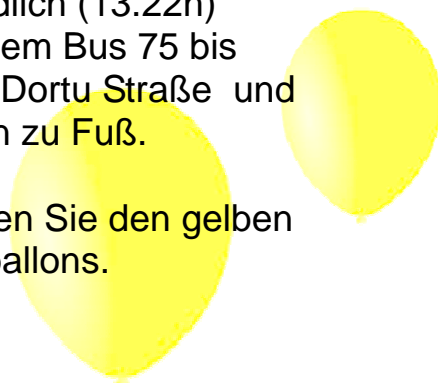 dlich (13.22h)
em Bus 75 bis
Dortu Straße und
n zu Fuß.
en Sie den gelben
allons.